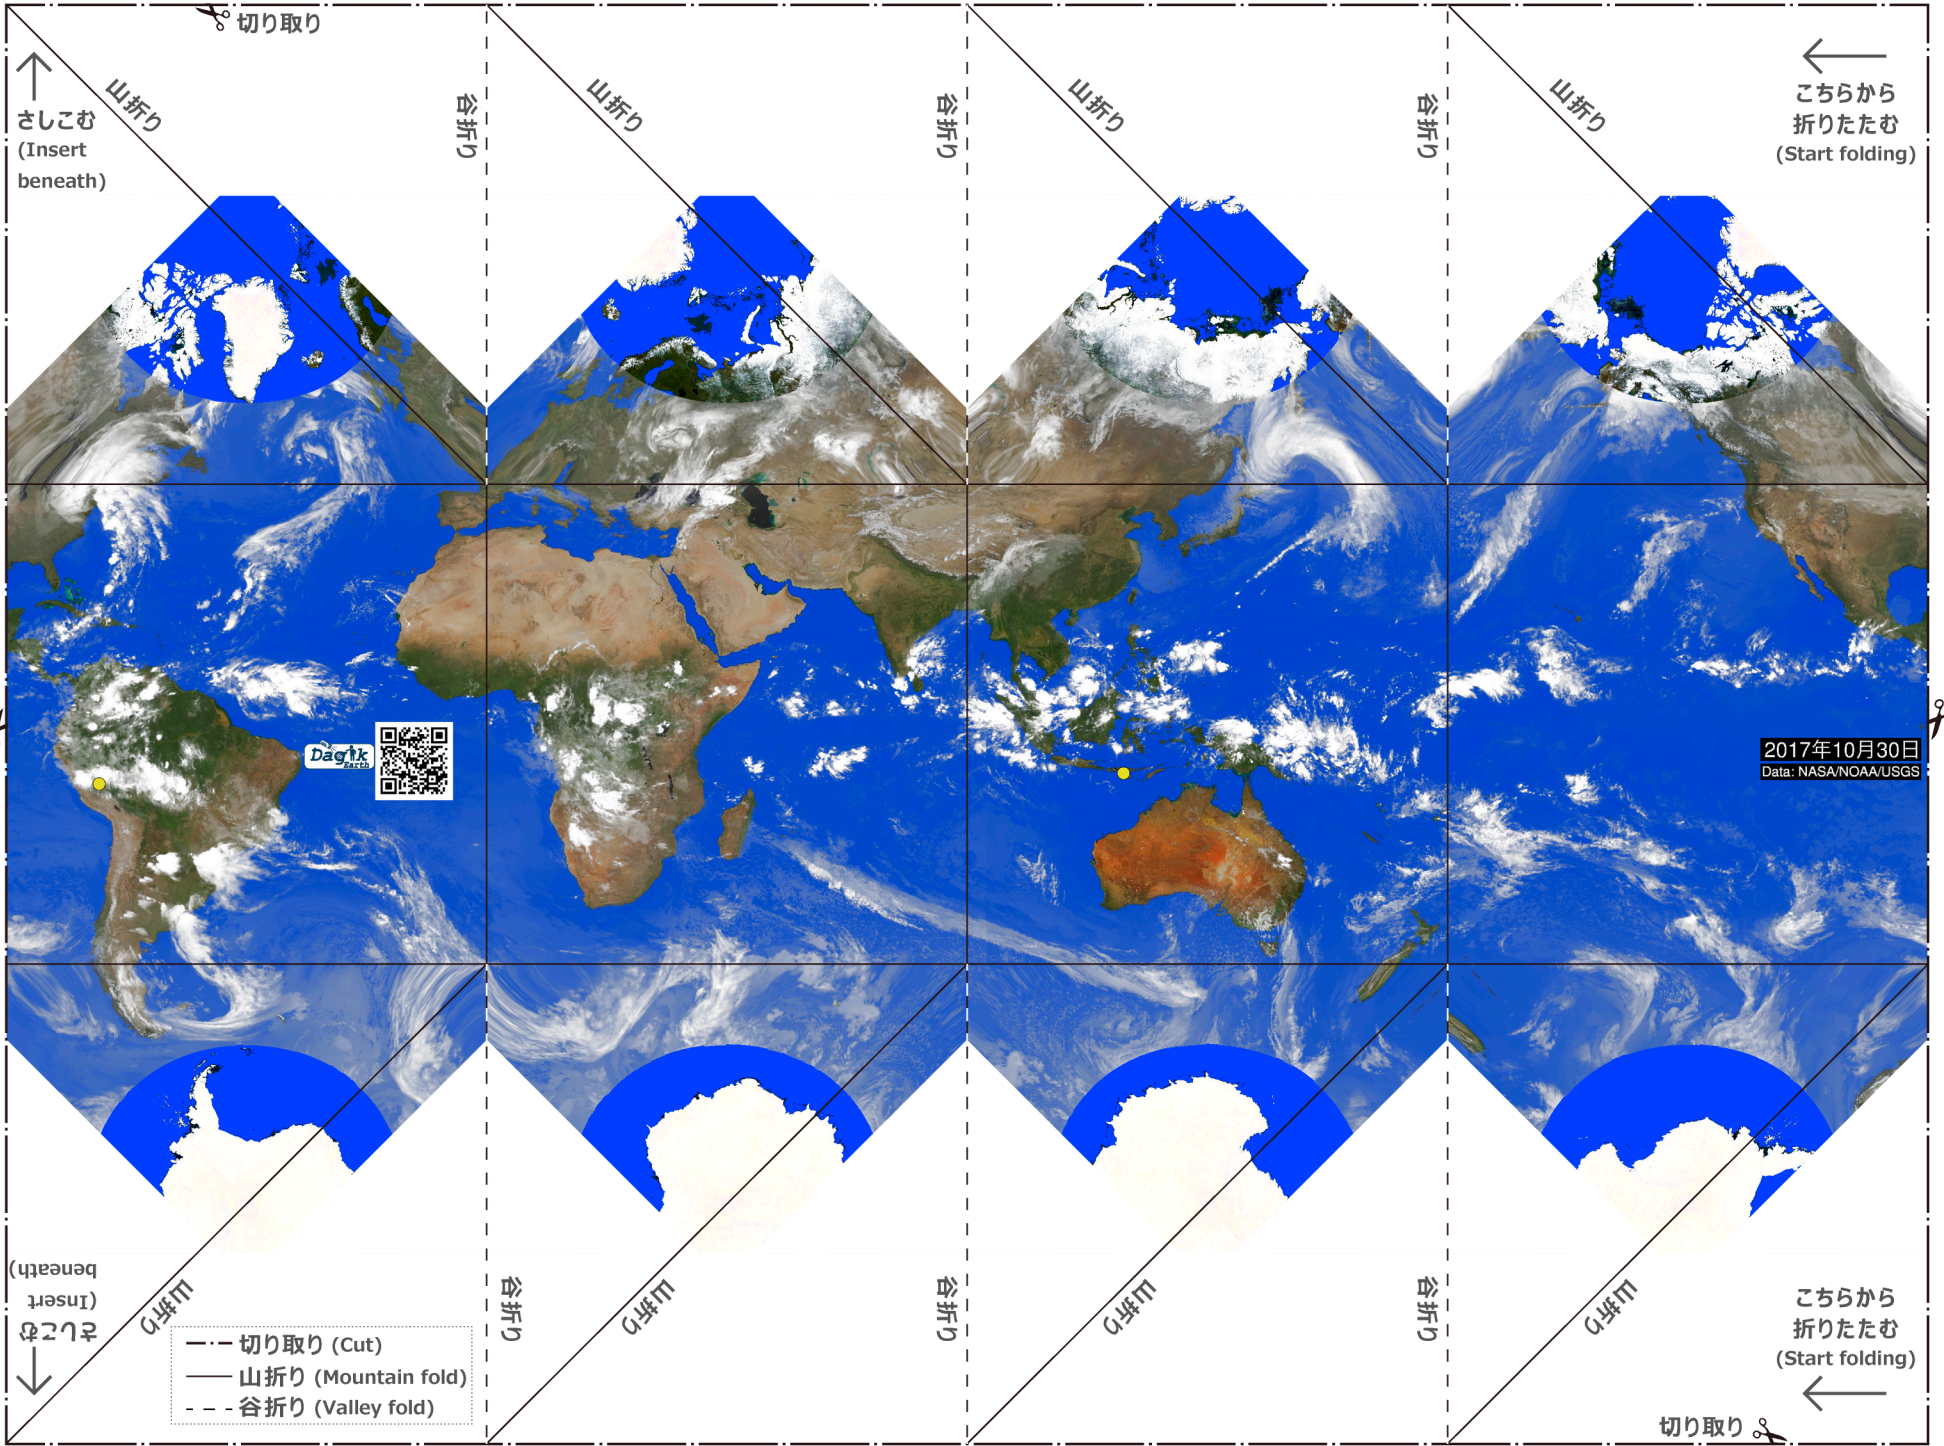 切り取り
さしこむ
(Insert
beneath)
山折り
谷折り
山折り
谷折り
山折り
谷折り
山折り
こちらから
折りたたむ
(Start folding)
Dagik
Earth
2017年10月30日
Data: NASA/NOAA/USGS
さしこむ
(Insert
beneath)
山折り
谷折り
山折り
谷折り
山折り
谷折り
山折り
こちらから
折りたたむ
(Start folding)
切り取り (Cut)
山折り (Mountain fold)
谷折り (Valley fold)
切り取り